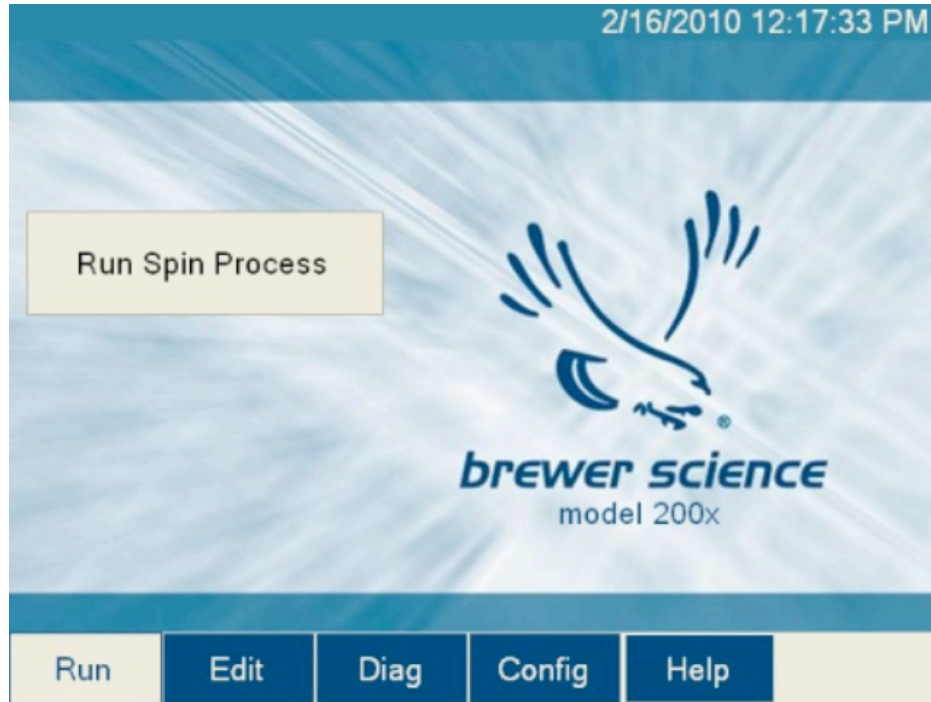 2/16/2010 12:17:33 PM
Run Spin Process
®
brewer science
model 200x
Run Edit Diag Config Help